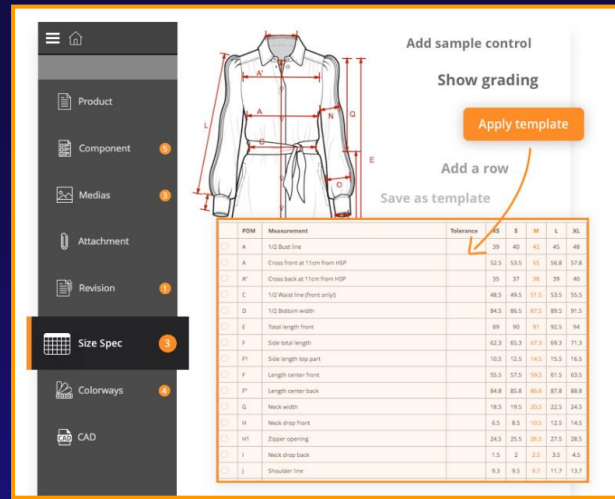 Product
Component 5
Medias 3
Attachment
Revision 1
Size Spec 3
Colorways 4
CAD CAD
Add sample control
Show grading
Apply template
Add a row
Save as template
A'
A
N
Q
L
C
E
O
POM Measurement Tolerance XS S M L XL
A 1/2 Bust line 39 40 42 45 48
A Cross front at 11cm from HSP 52.5 53.5 55 56.8 57.8
A" Cross back at 11cm from HSP 35 37 38 39 40
C 1/2 Waist line (front only!) 48.5 49.5 51.5 53.5 55.5
D 1/2 Bottom width 84.5 86.5 87.5 89.5 91.5
E Total length front 89 90 91 92.5 94
F Side total length 62.3 65.3 67.3 69.3 71.3
F1 Side length top part 10.5 12.5 14.5 15.5 16.5
F Length center front 55.5 57.5 59.5 61.5 63.5
F" Length center back 84.8 85.8 86.8 87.8 88.8
G Neck width 18.5 19.5 20.5 22.5 24.5
H Neck drop front 6.5 8.5 10.5 12.5 14.5
H1 Zipper opening 24.5 25.5 26.5 27.5 28.5
I Neck drop back 1.5 2 2.5 3.5 4.5
J Shoulder line 9.3 9.5 9.7 11.7 13.7